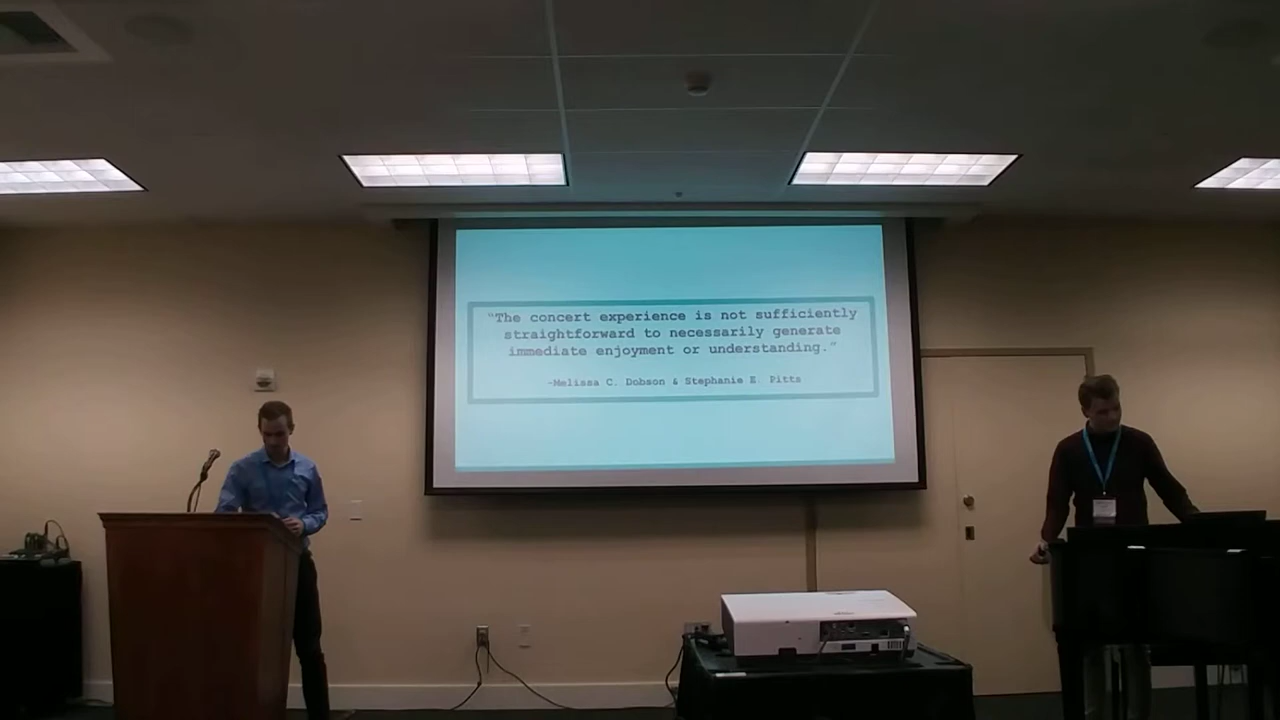 “The concert experience is not sufficiently
straightforward to necessarily generate
immediate enjoyment or understanding.”
-Melissa C. Dobson & Stephanie E. Pitts